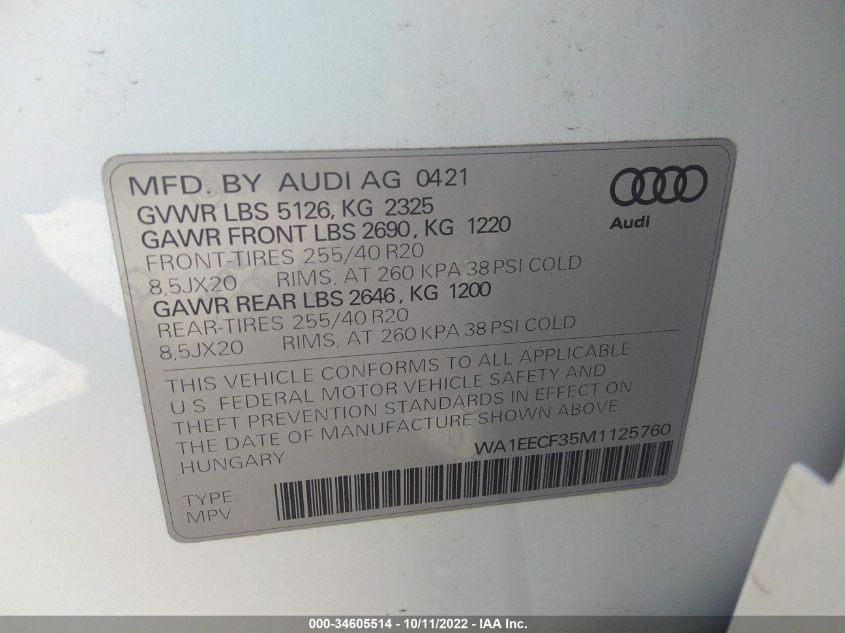 MFD. BY AUDI AG 0421
GVWR LBS 5126, KG 2325
GAWR FRONT LBS 2690, KG 1220
FRONT-TIRES 255/40 R20
8,5JX20 RIMS, AT 260 KPA 38 PSI COLD
GAWR REAR LBS 2646, KG 1200
REAR-TIRES 255/40 R20
8,5JX20 RIMS, AT 260 KPA 38 PSI COLD
Audi
THIS VEHICLE CONFORMS TO ALL APPLICABLE
U.S. FEDERAL MOTOR VEHICLE SAFETY AND
THEFT PREVENTION STANDARDS IN EFFECT ON
THE DATE OF MANUFACTURE SHOWN ABOVE.
HUNGARY
WA1EECF35M1125760
TYPE
MPV
000-34605514 - 10/11/2022 - IAA Inc.